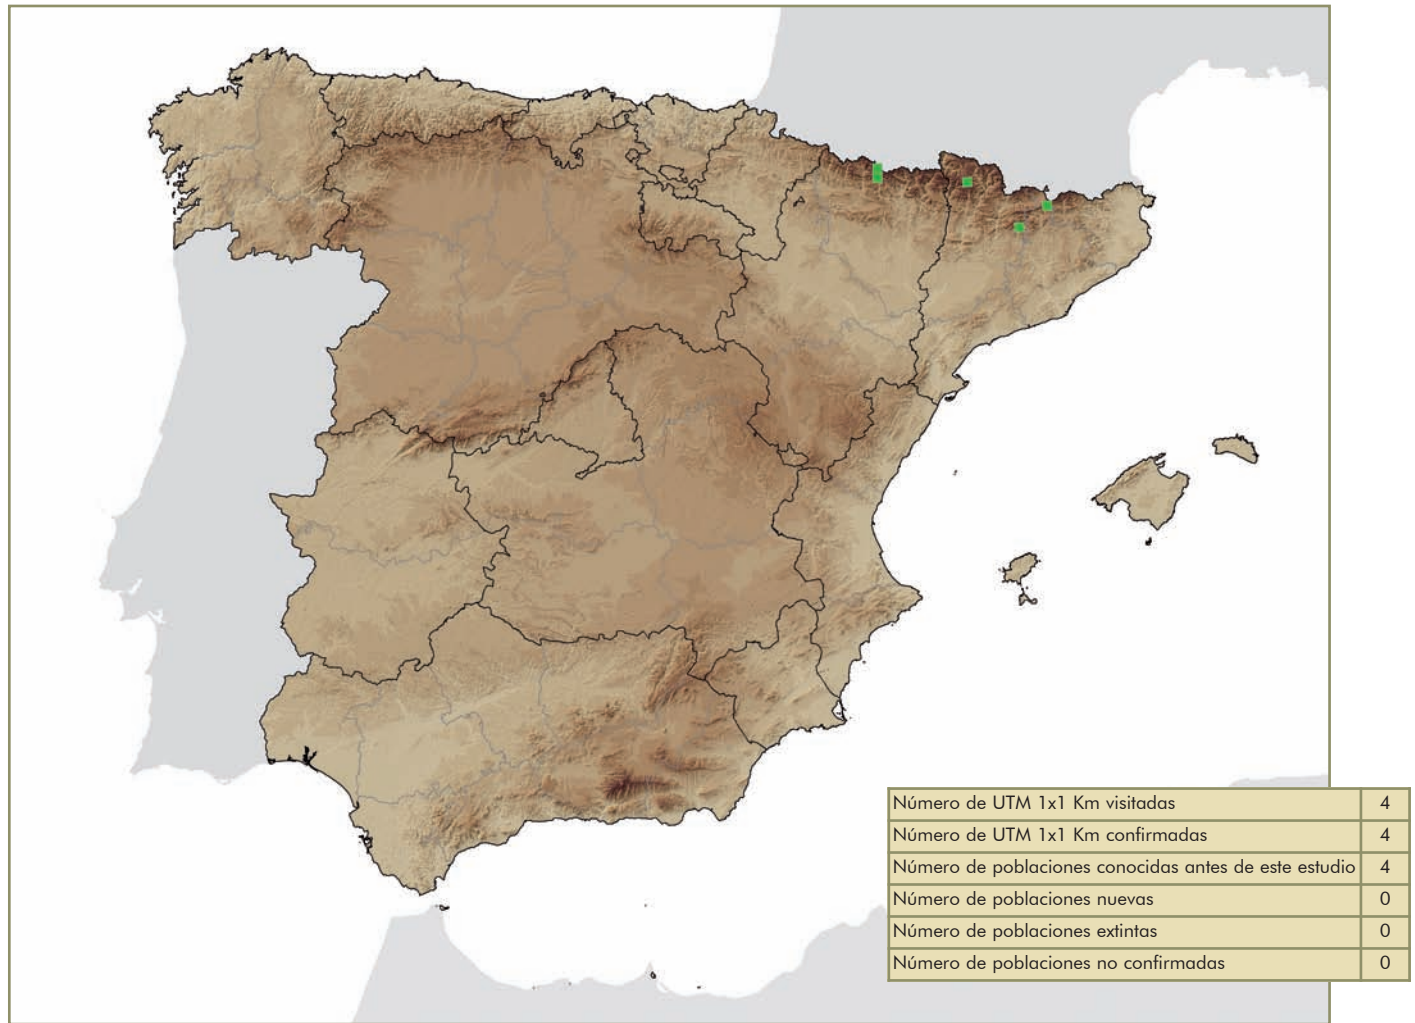 Número de UTM 1x1 Km visitadas 4
Número de UTM 1x1 Km confirmadas 4
Número de poblaciones conocidas antes de este estudio 4
Número de poblaciones nuevas 0
Número de poblaciones extintas 0
Número de poblaciones no confirmadas 0